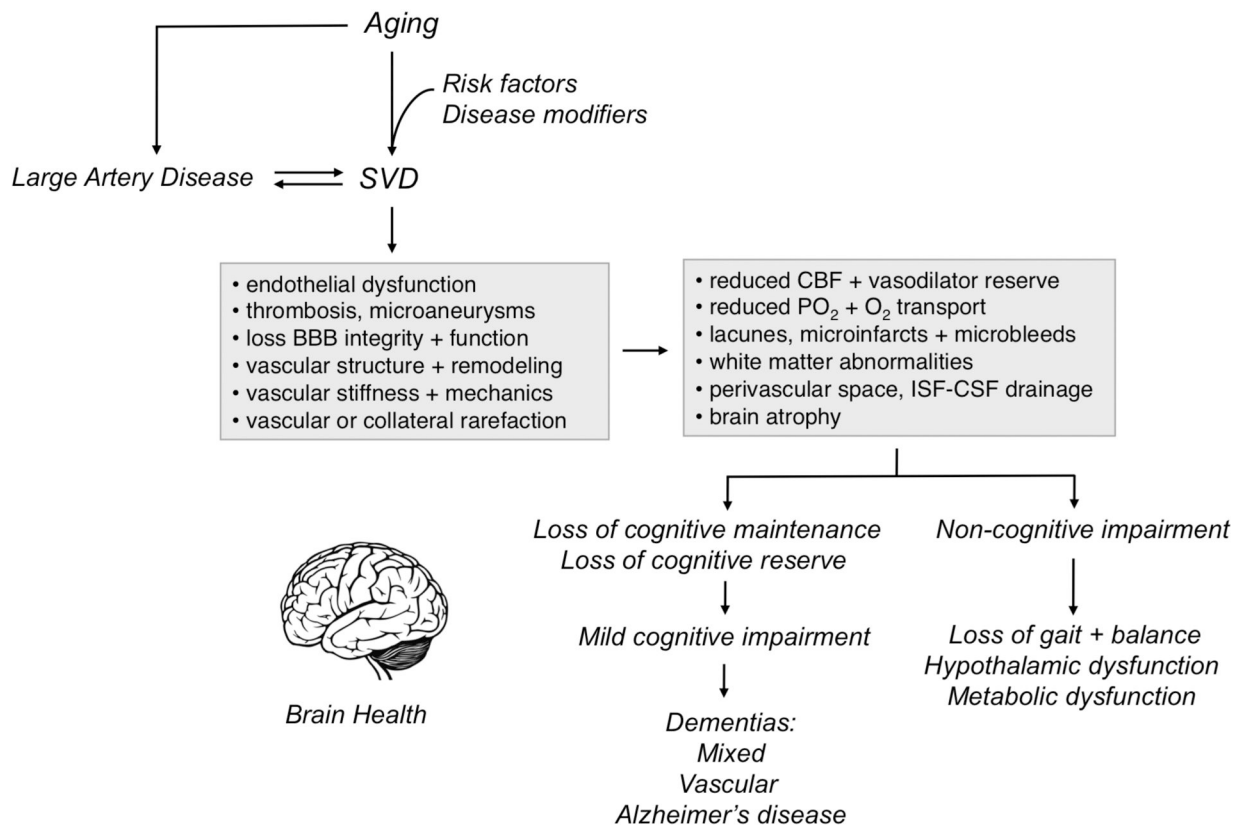 Aging
Risk factors
Disease modifiers
Large Artery Disease
SVD
• endothelial dysfunction
• thrombosis, microaneurysms
• loss BBB integrity + function
• vascular structure + remodeling
• vascular stiffness + mechanics
• vascular or collateral rarefaction
• reduced CBF + vasodilator reserve
• reduced PO₂ + O₂ transport
• lacunes, microinfarcts + microbleeds
• white matter abnormalities
• perivascular space, ISF-CSF drainage
• brain atrophy
Loss of cognitive maintenance
Loss of cognitive reserve
Non-cognitive impairment
Mild cognitive impairment
Loss of gait + balance
Hypothalamic dysfunction
Metabolic dysfunction
Brain Health
Dementias:
Mixed
Vascular
Alzheimer's disease